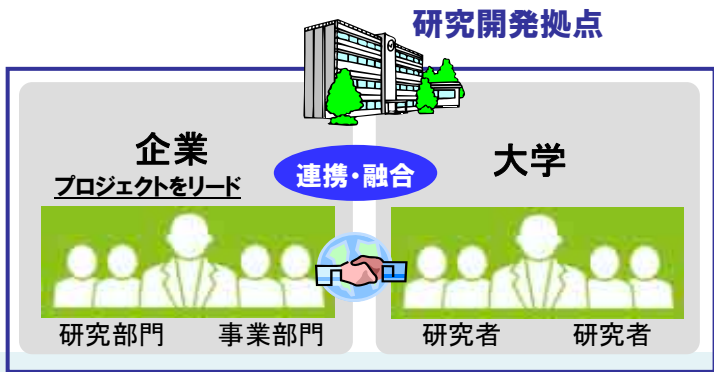 研究開発拠点
企業
プロジェクトをリード
連携・融合
大学
研究部門
事業部門
研究者
研究者